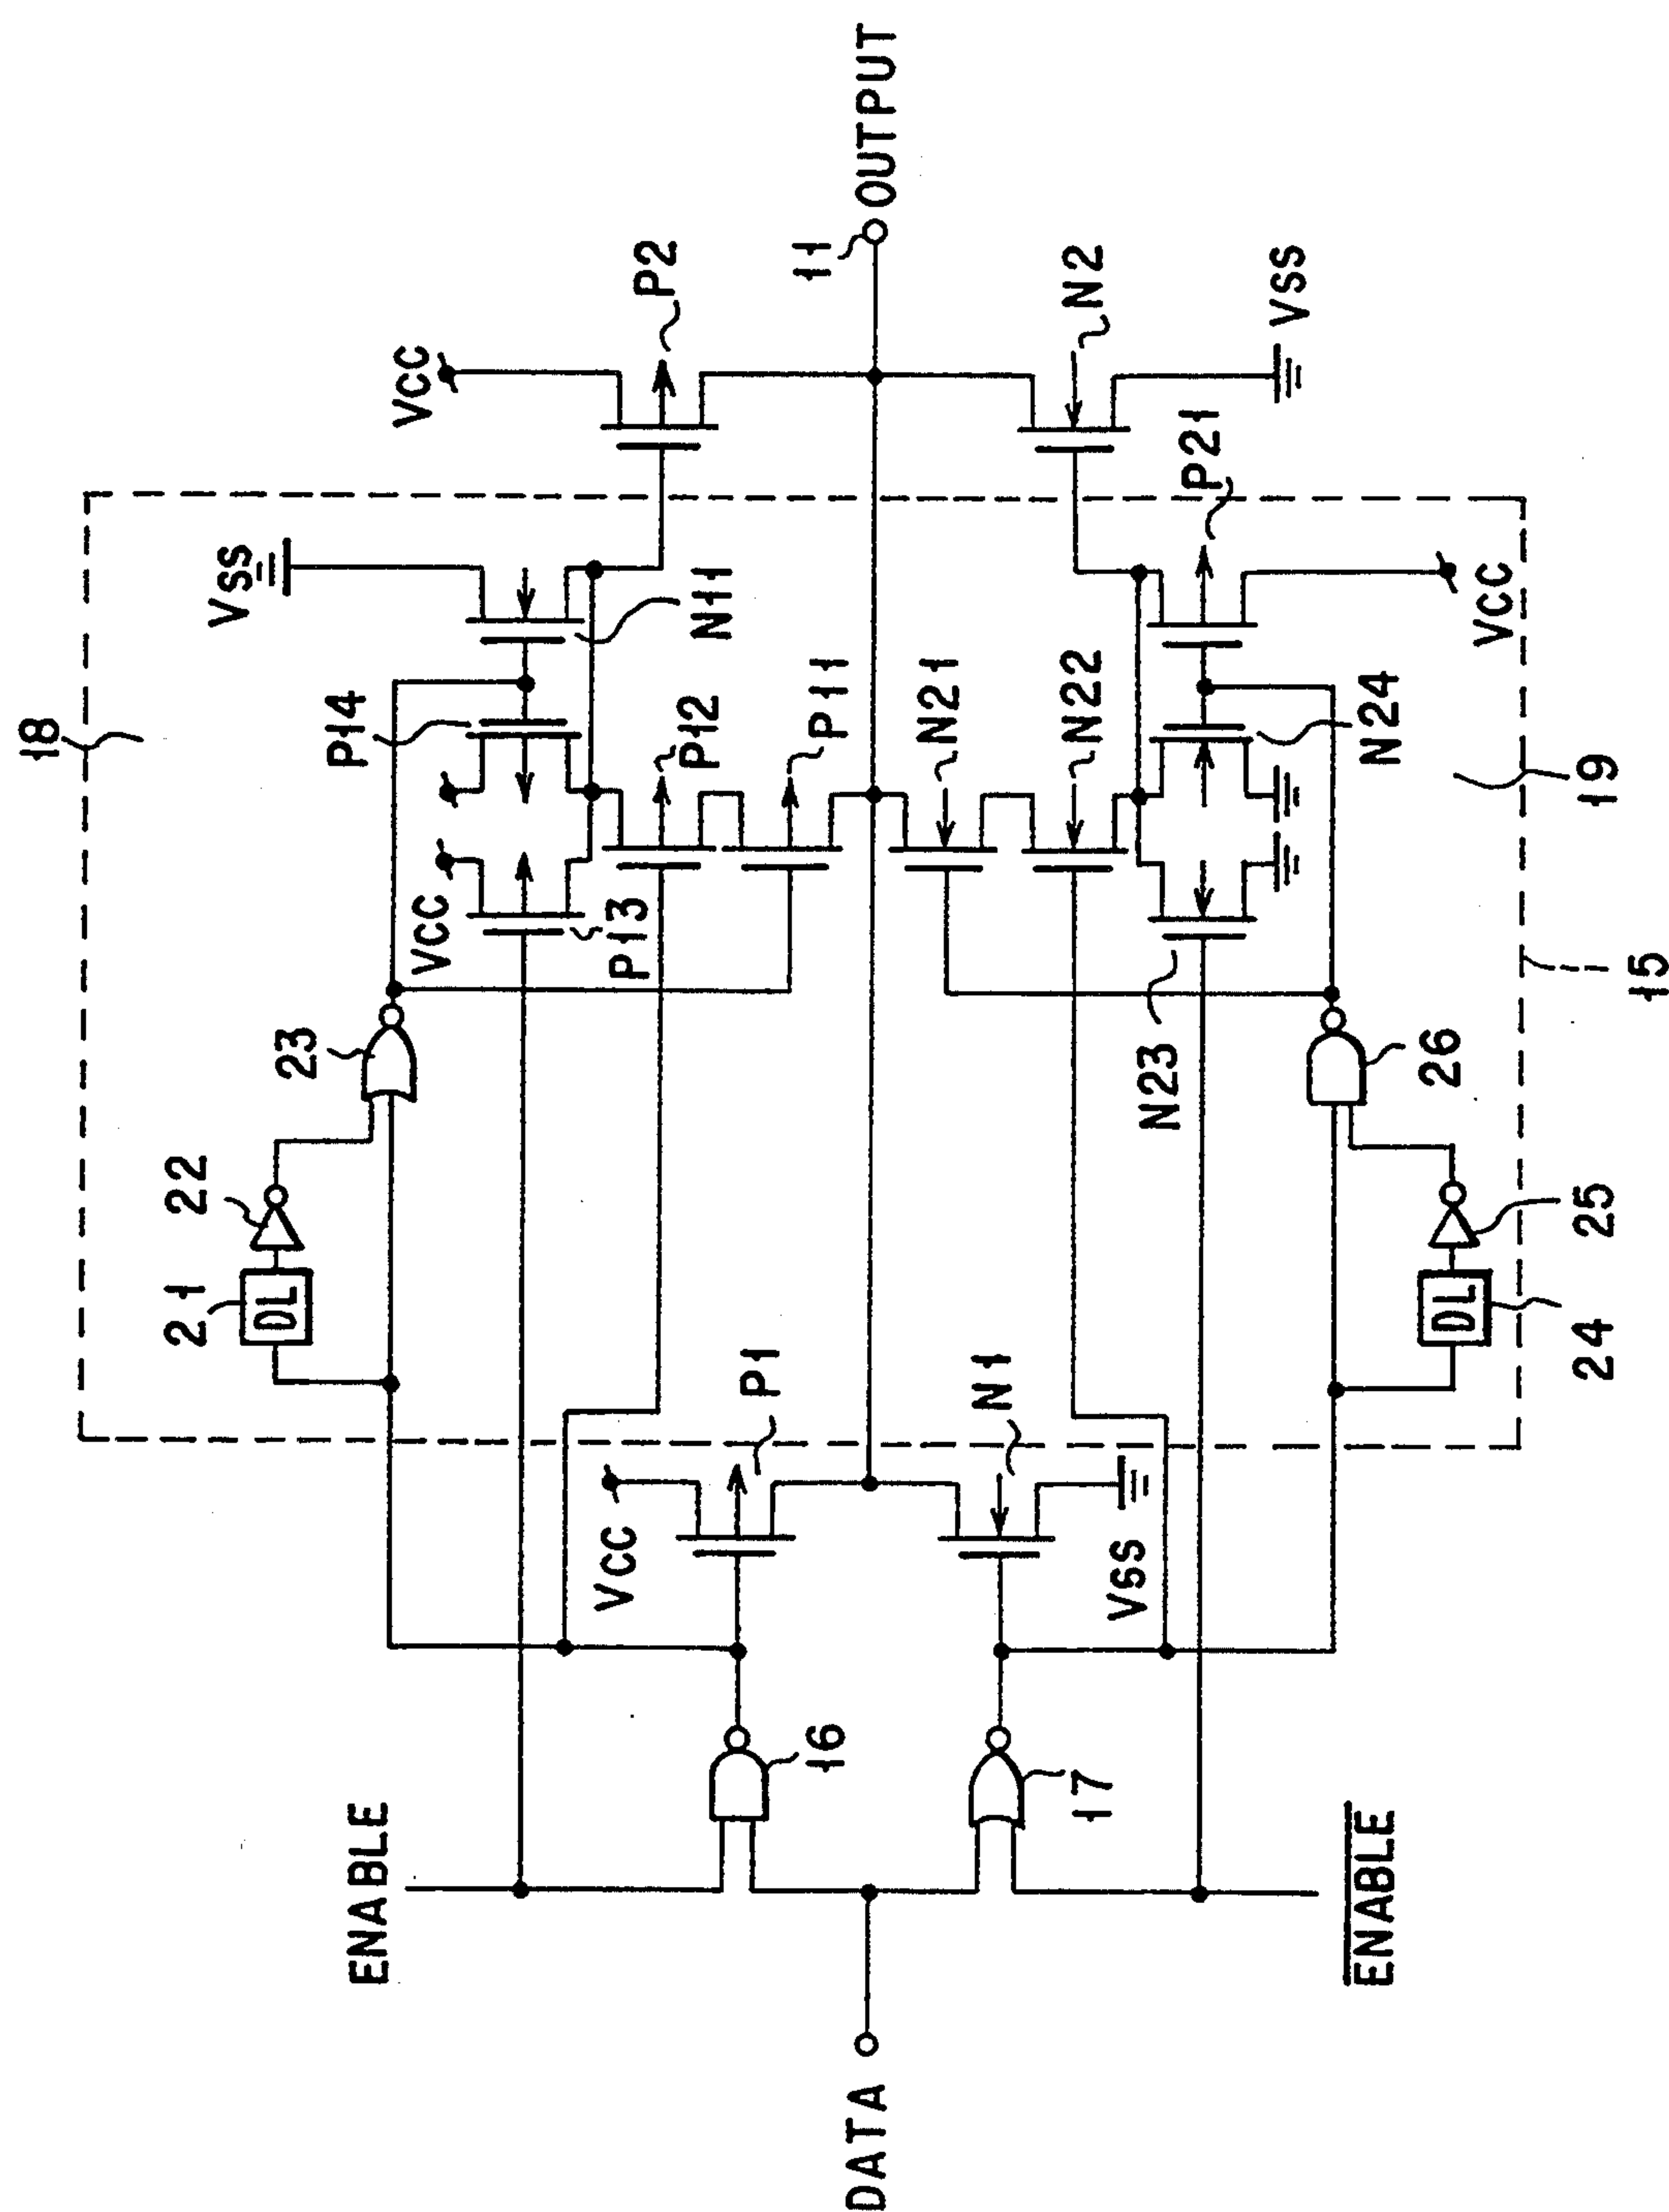 18
21
22
VSS
23
P14
ENABLE
VCC
VCC
VCC
P13
P2
P12
N11
P1
11
16
P11
DATA
OUTPUT
N21
N1
N22
N2
17
VSS
N23
P21
VSS
ENABLE
N24
26
VCC
DL
DL
24
25
19
15